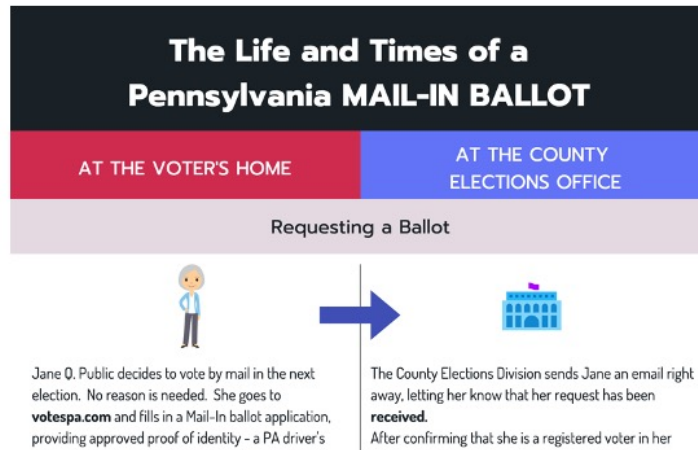 The Life and Times of a
Pennsylvania MAIL-IN BALLOT
AT THE VOTER'S HOME
AT THE COUNTY
ELECTIONS OFFICE
Requesting a Ballot
Jane Q. Public decides to vote by mail in the next
election. No reason is needed. She goes to
votespa.com and fills in a Mail-In ballot application,
providing approved proof of identity - a PA driver's
The County Elections Division sends Jane an email right
away, letting her know that her request has been
received.
After confirming that she is a registered voter in her